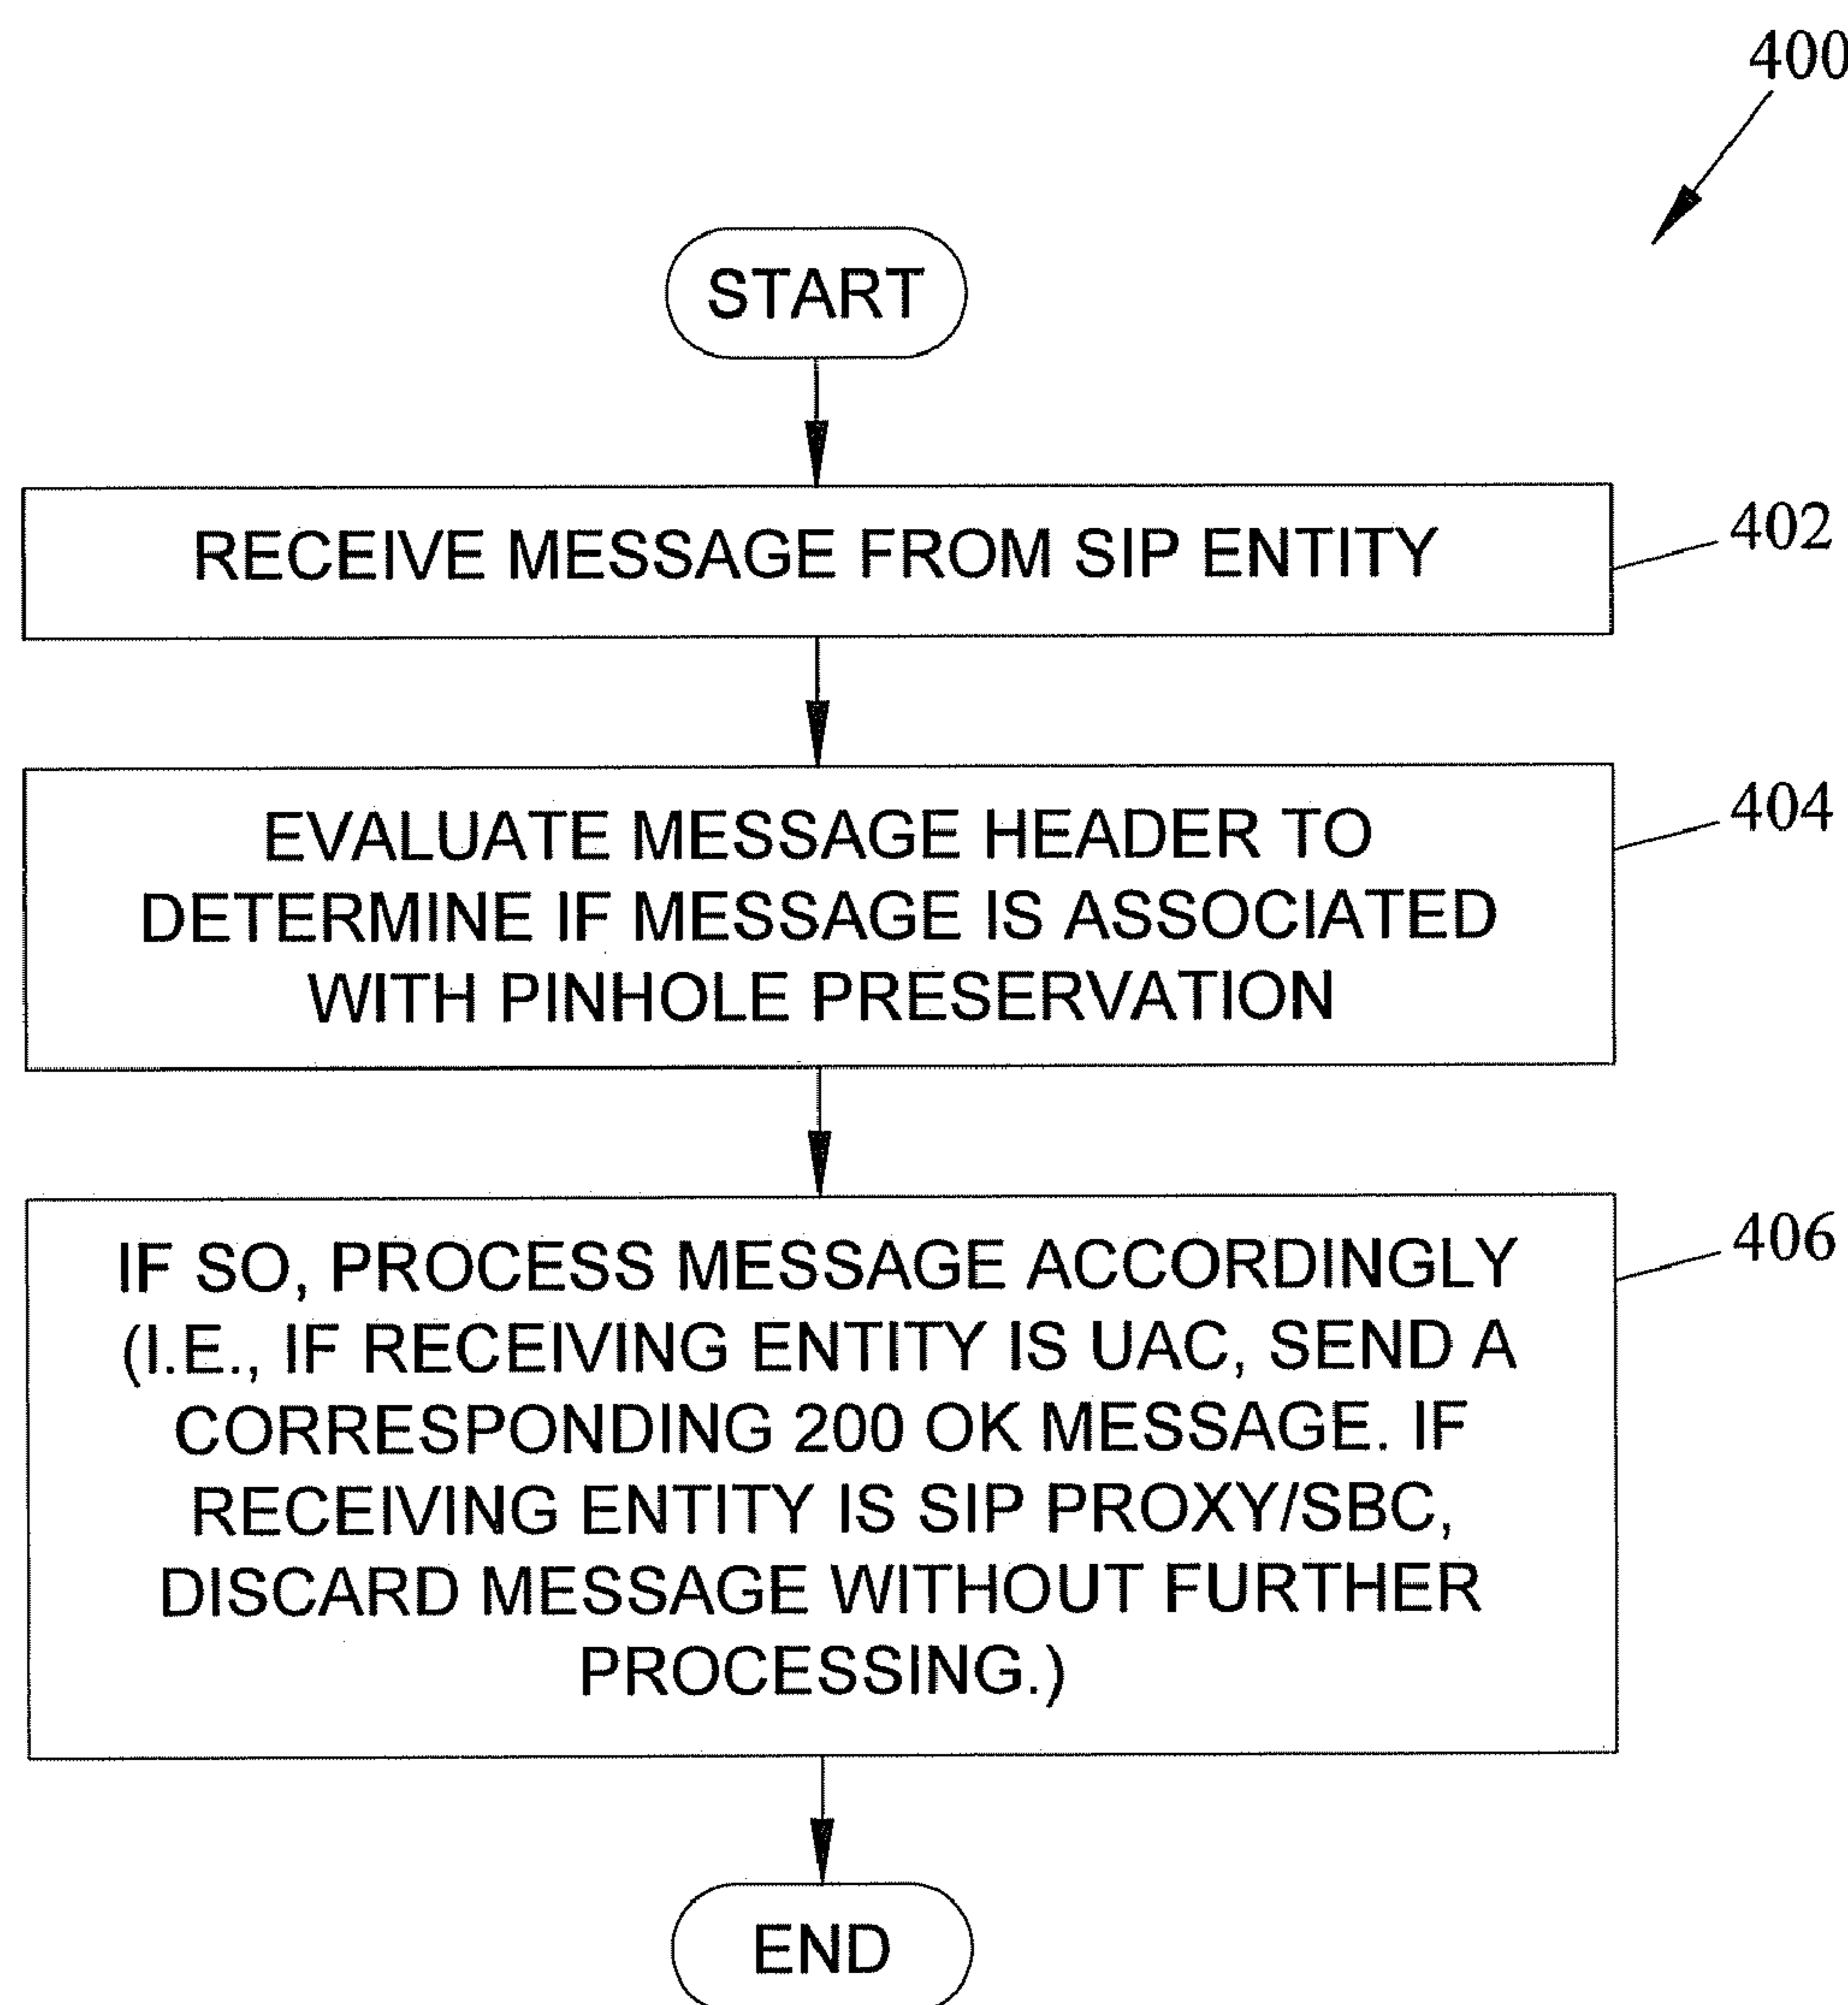 400
START
RECEIVE MESSAGE FROM SIP ENTITY
402
EVALUATE MESSAGE HEADER TO
DETERMINE IF MESSAGE IS ASSOCIATED
WITH PINHOLE PRESERVATION
404
IF SO, PROCESS MESSAGE ACCORDINGLY
(I.E., IF RECEIVING ENTITY IS UAC, SEND A
CORRESPONDING 200 OK MESSAGE. IF
RECEIVING ENTITY IS SIP PROXY/SBC,
DISCARD MESSAGE WITHOUT FURTHER
PROCESSING.)
406
END